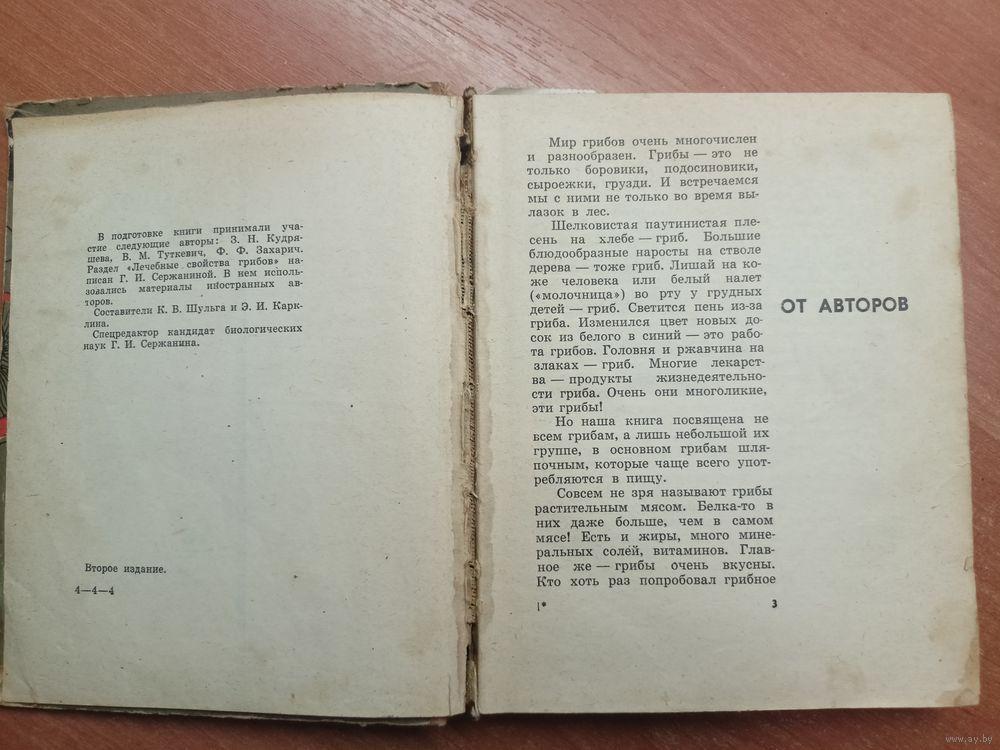 В подготовке книги принимали уча-
стие следующие авторы: З. Н. Кудря-
шева, В. М. Туткевич, Ф. Ф. Захарич.
Раздел «Лечебные свойства грибов» на-
писан Г. И. Сержаниной. В нем исполь-
зовались материалы иностранных ав-
торов.
Составители К. В. Шульга и Э. И. Карк-
лина.
Спецредактор кандидат биологических
наук Г. И. Сержанина.
Второе издание.
4—4—4
Мир грибов очень многочислен
и разнообразен. Грибы — это не
только боровики, подосиновики,
сыроежки, грузди. И встречаемся
мы с ними не только во время вы-
лазок в лес.
Шелковистая паутинистая пле-
сень на хлебе — гриб. Большие
блюдообразные наросты на стволе
дерева — тоже гриб. Лишай на ко-
же человека или белый налет
(«молочница») во рту у грудных
детей — гриб. Светится пень из-за
гриба. Изменился цвет новых до-
сок из белого в синий — это рабо-
та грибов. Головня и ржавчина на
злаках — гриб. Многие лекарст-
ва — продукты жизнедеятельно-
сти гриба. Очень они многоликие,
эти грибы!
Но наша книга посвящена не
всем грибам, а лишь небольшой их
группе, в основном грибам шля-
почным, которые чаще всего упот-
ребляются в пищу.
Совсем не зря называют грибы
растительным мясом. Белка-то в
них даже больше, чем в самом
мясе! Есть и жиры, много мине-
ральных солей, витаминов. Глав-
ное же — грибы очень вкусны.
Кто хоть раз попробовал грибное
1*
3
ОТ АВТОРОВ
www.ay.by